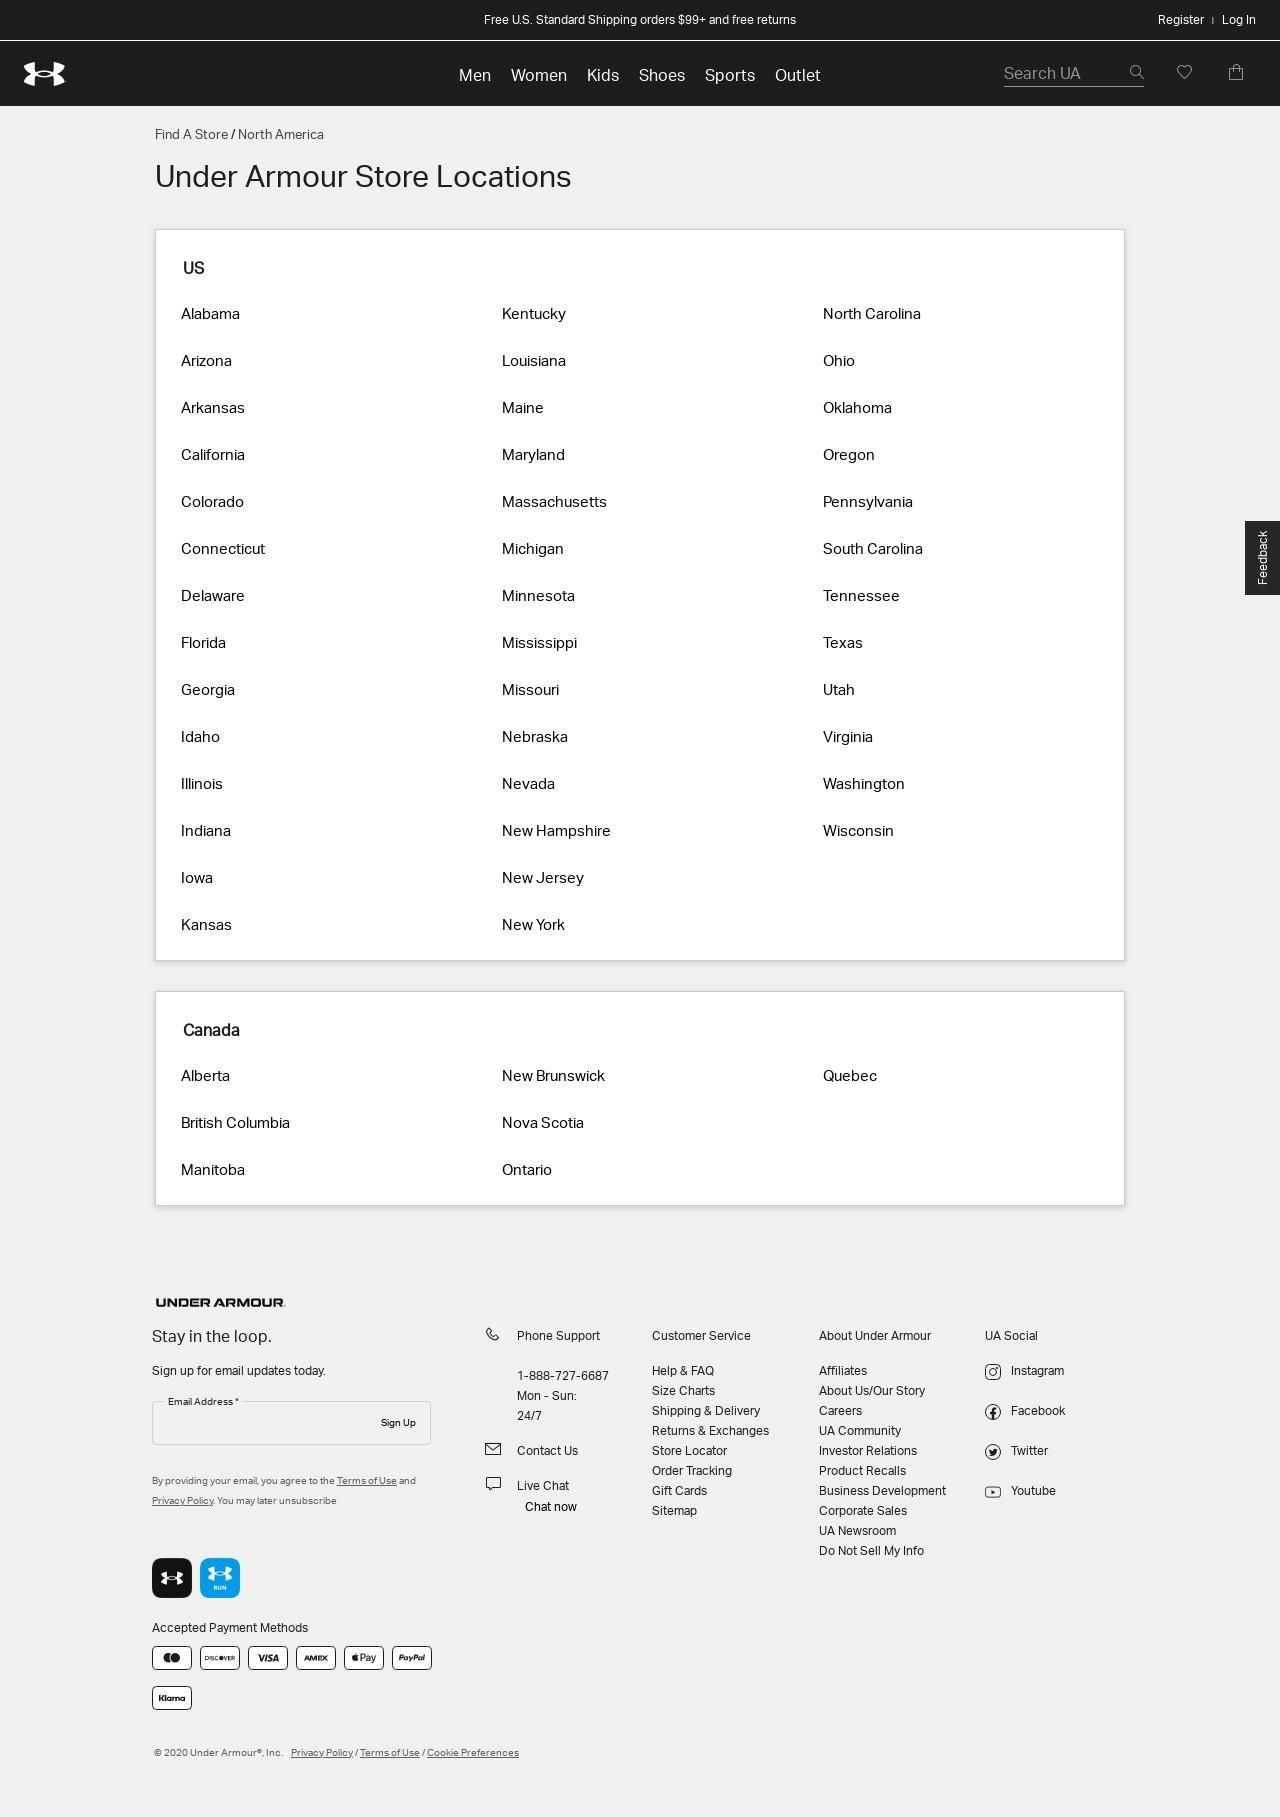 Free U.S. Standard Shipping orders $99+ and free returns
Register | Log In
Men Women Kids Shoes Sports Outlet
Search UA
Find A Store / North America
Under Armour Store Locations
US
Alabama
Arizona
Arkansas
California
Colorado
Connecticut
Delaware
Florida
Georgia
Idaho
Illinois
Indiana
Iowa
Kansas
Kentucky
Louisiana
Maine
Maryland
Massachusetts
Michigan
Minnesota
Mississippi
Missouri
Nebraska
Nevada
New Hampshire
New Jersey
New York
North Carolina
Ohio
Oklahoma
Oregon
Pennsylvania
South Carolina
Tennessee
Texas
Utah
Virginia
Washington
Wisconsin
Feedback
Canada
Alberta
British Columbia
Manitoba
New Brunswick
Nova Scotia
Ontario
Quebec
UNDER ARMOUR
Stay in the loop.
Sign up for email updates today.
Email Address *
Sign Up
By providing your email, you agree to the Terms of Use and
Privacy Policy. You may later unsubscribe
Phone Support
1-888-727-6687
Mon - Sun:
24/7
Contact Us
Live Chat
Chat now
Customer Service
Help & FAQ
Size Charts
Shipping & Delivery
Returns & Exchanges
Store Locator
Order Tracking
Gift Cards
Sitemap
About Under Armour
Affiliates
About Us/Our Story
Careers
UA Community
Investor Relations
Product Recalls
Business Development
Corporate Sales
UA Newsroom
Do Not Sell My Info
UA Social
Instagram
Facebook
Twitter
Youtube
RUN
Accepted Payment Methods
DISCOVER
VISA
AMEX
Pay
PayPal
Klarna
© 2020 Under Armour®, Inc. Privacy Policy / Terms of Use / Cookie Preferences